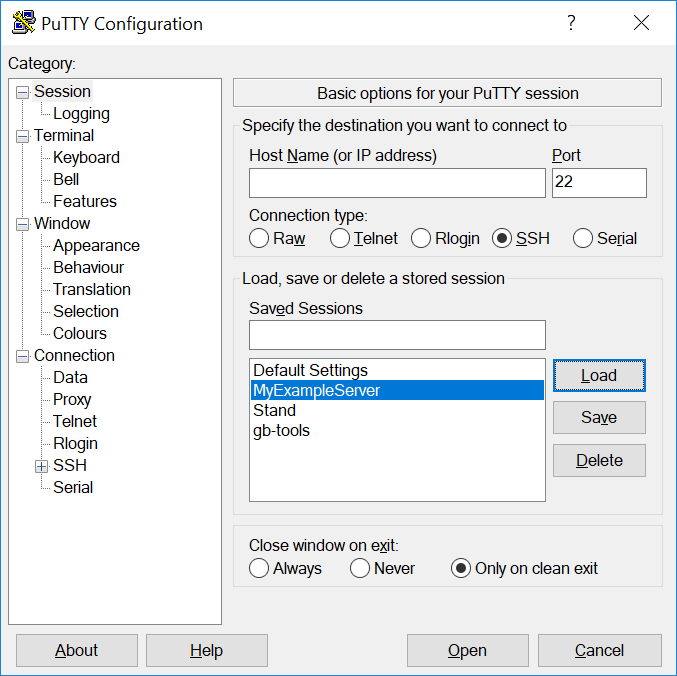 PuTTY Configuration
?
Category:
Session
Logging
Terminal
Keyboard
Bell
Features
Window
Appearance
Behaviour
Translation
Selection
Colours
Connection
Data
Proxy
Telnet
Rlogin
SSH
Serial
Basic options for your PuTTY session
Specify the destination you want to connect to
Host Name (or IP address) Port
22
Connection type:
Raw Telnet Rlogin SSH Serial
Load, save or delete a stored session
Saved Sessions
Default Settings
MyExampleServer
Stand
gb-tools
Load
Save
Delete
Close window on exit:
Always Never Only on clean exit
About Help Open Cancel